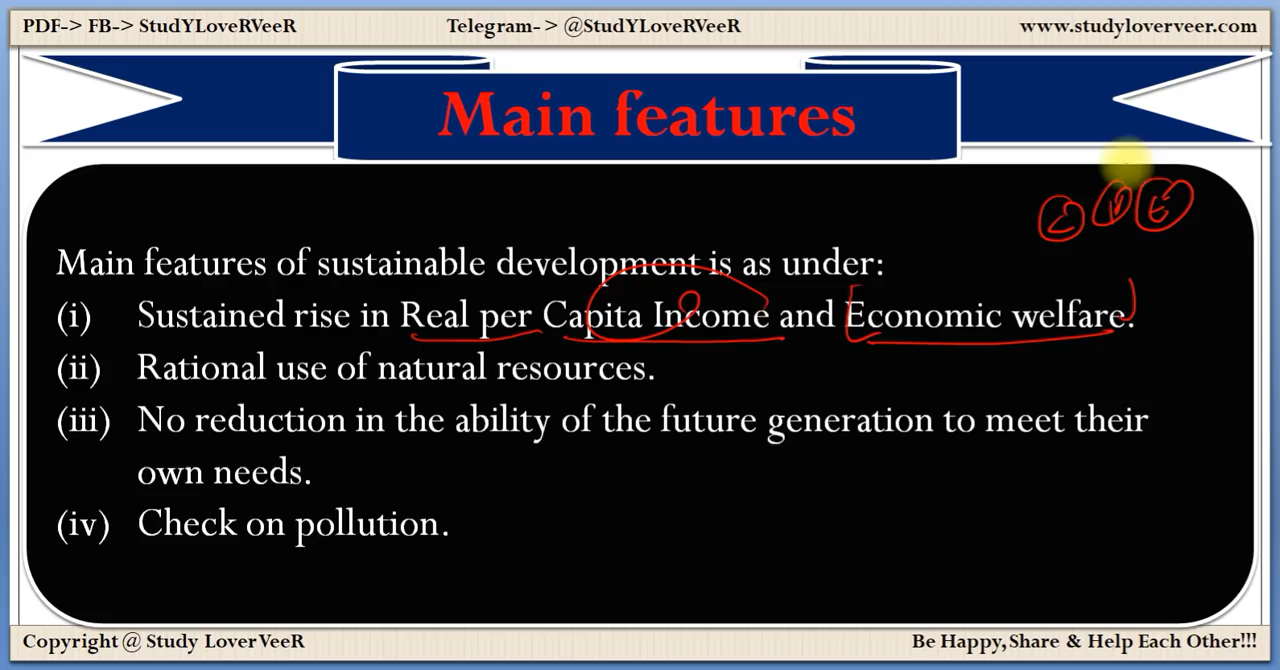 PDF-> FB-> StudYLoveRVeeR Telegram- > @StudYLoveRVeeR www.studyloverveer.com
Main features
Main features of sustainable development is as under:
(i) Sustained rise in Real per Capita Income and Economic welfare.
(ii) Rational use of natural resources.
(iii) No reduction in the ability of the future generation to meet their
own needs.
(iv) Check on pollution.
Copyright @ Study LoverVeeR Be Happy,Share & Help Each Other!!!